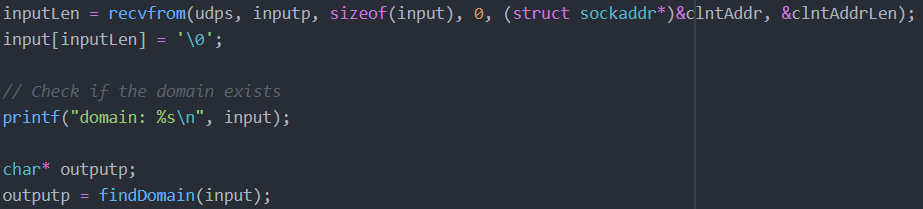 inputLen = recvfrom(udps, inputp, sizeof(input), 0, (struct sockaddr*)&clntAddr, &clntAddrLen);
input[inputLen] = '\0';
// Check if the domain exists
printf("domain: %s\n", input);
char* outputp;
outputp = findDomain(input);